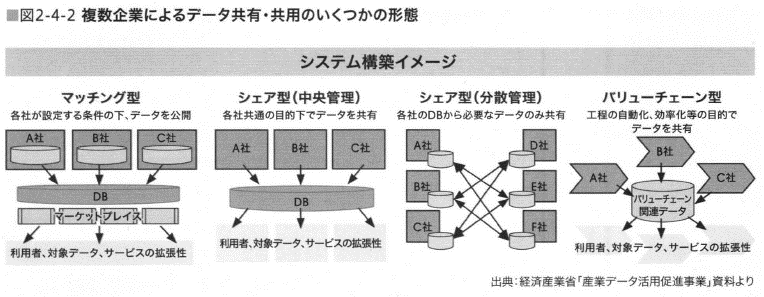 ■図2-4-2 複数企業によるデータ共有・共用のいくつかの形態
システム構築イメージ
マッチング型
各社が設定する条件の下、データを公開
A社
B社
C社
DB
マーケットプレイス
利用者、対象データ、サービスの拡張性
シェア型（中央管理）
各社共通の目的下でデータを共有
A社
B社
C社
DB
利用者、対象データ、サービスの拡張性
シェア型（分散管理）
各社のDBから必要なデータのみ共有
A社
D社
B社
E社
C社
F社
バリューチェーン型
工程の自動化、効率化等の目的で
データを共有
B社
A社
C社
バリューチェーン
関連データ
利用者、対象データ、サービスの拡張性
出典：経済産業省「産業データ活用促進事業」資料より